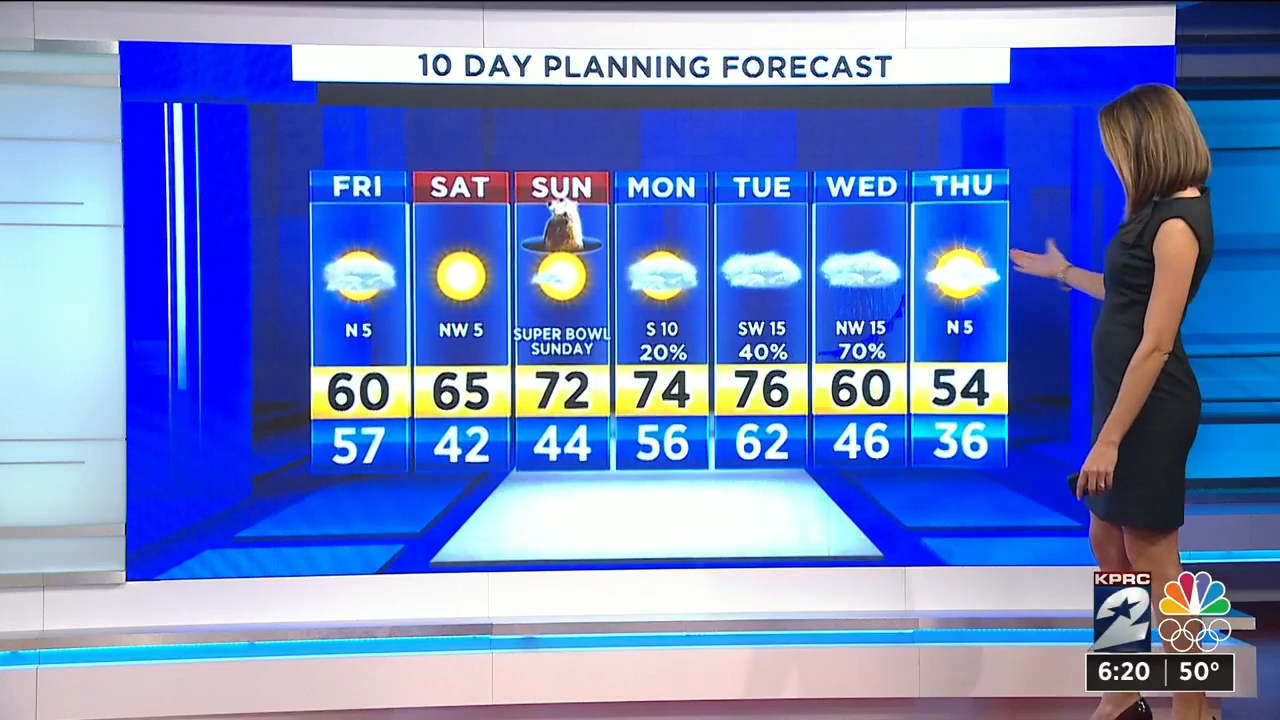 10 DAY PLANNING FORECAST
FRI SAT SUN MON TUE WED THU
N 5 NW 5 SUPER BOWL SUNDAY S 10 SW 15 NW 15 N 5
20% 40% 70%
60 65 72 74 76 60 54
57 42 44 56 62 46 36
KPRC
2
6:20 50°